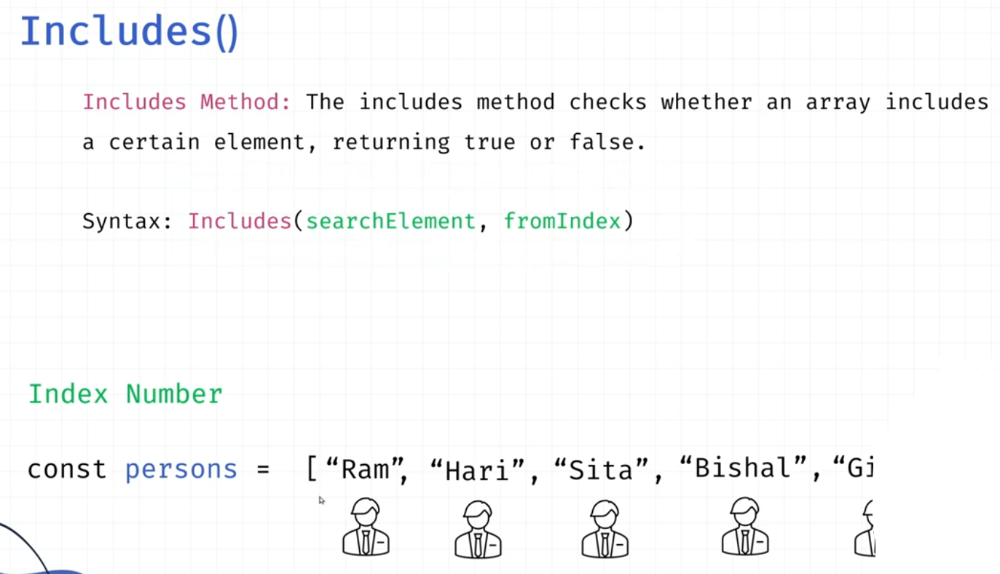 Includes()
Includes Method: The includes method checks whether an array includes
a certain element, returning true or false.
Syntax: Includes(searchElement, fromIndex)
Index Number
const persons = [“Ram”, “Hari”, “Sita”, “Bishal”, “Gi